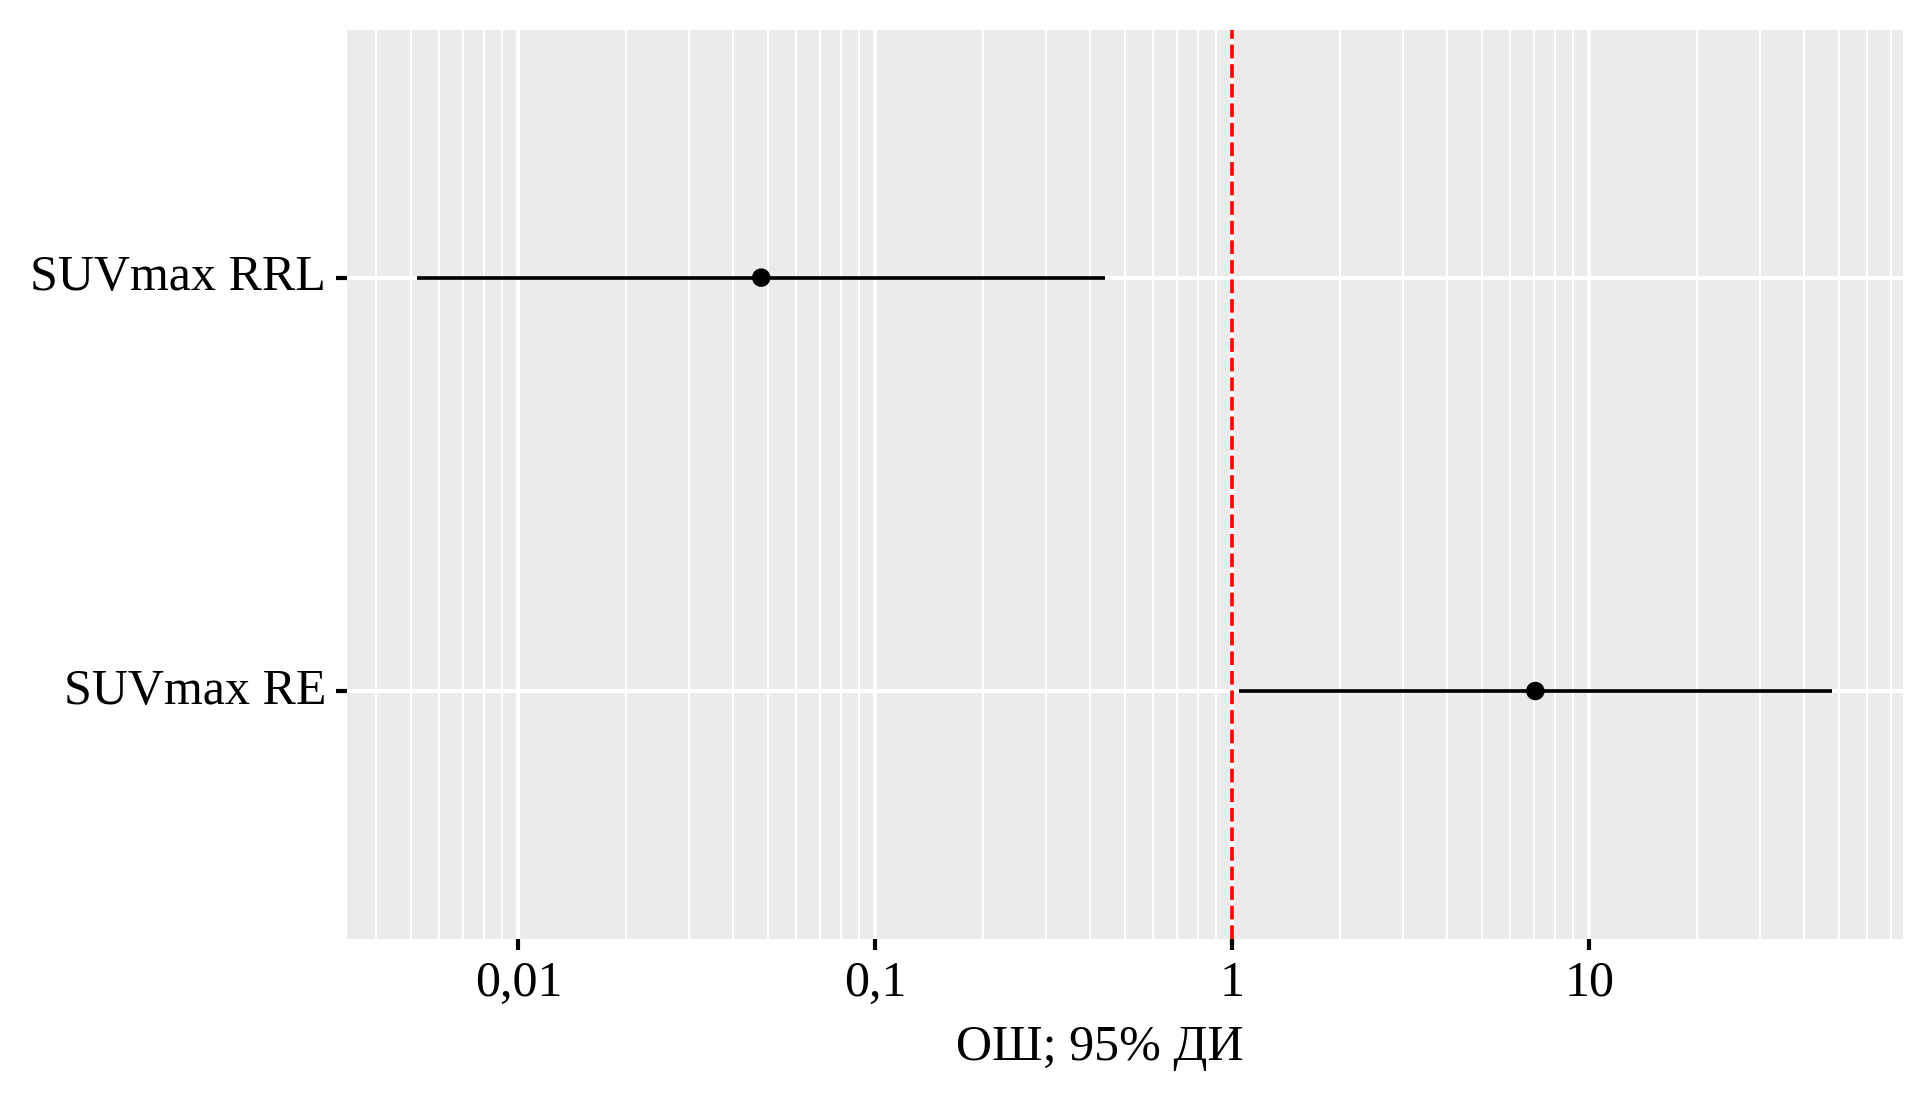 SUVmax RRL
SUVmax RE
0,01 0,1 1 10
ОШ; 95% ДИ